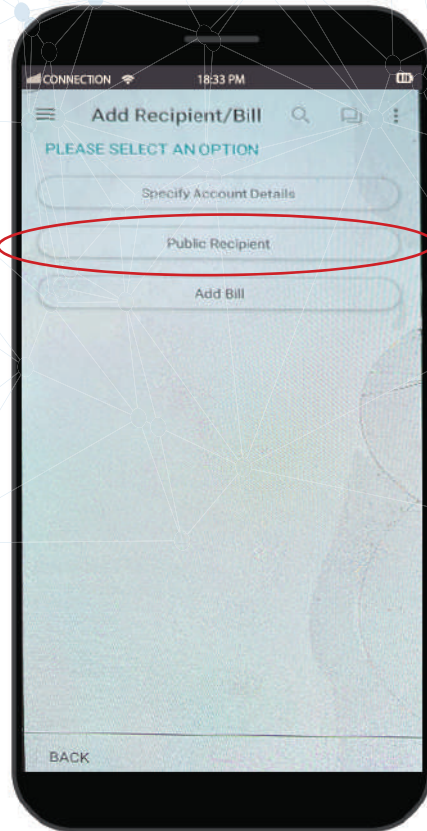 CONNECTION 18:33 PM
Add Recipient/Bill
PLEASE SELECT AN OPTION
Specify Account Details
Public Recipient
Add Bill
BACK